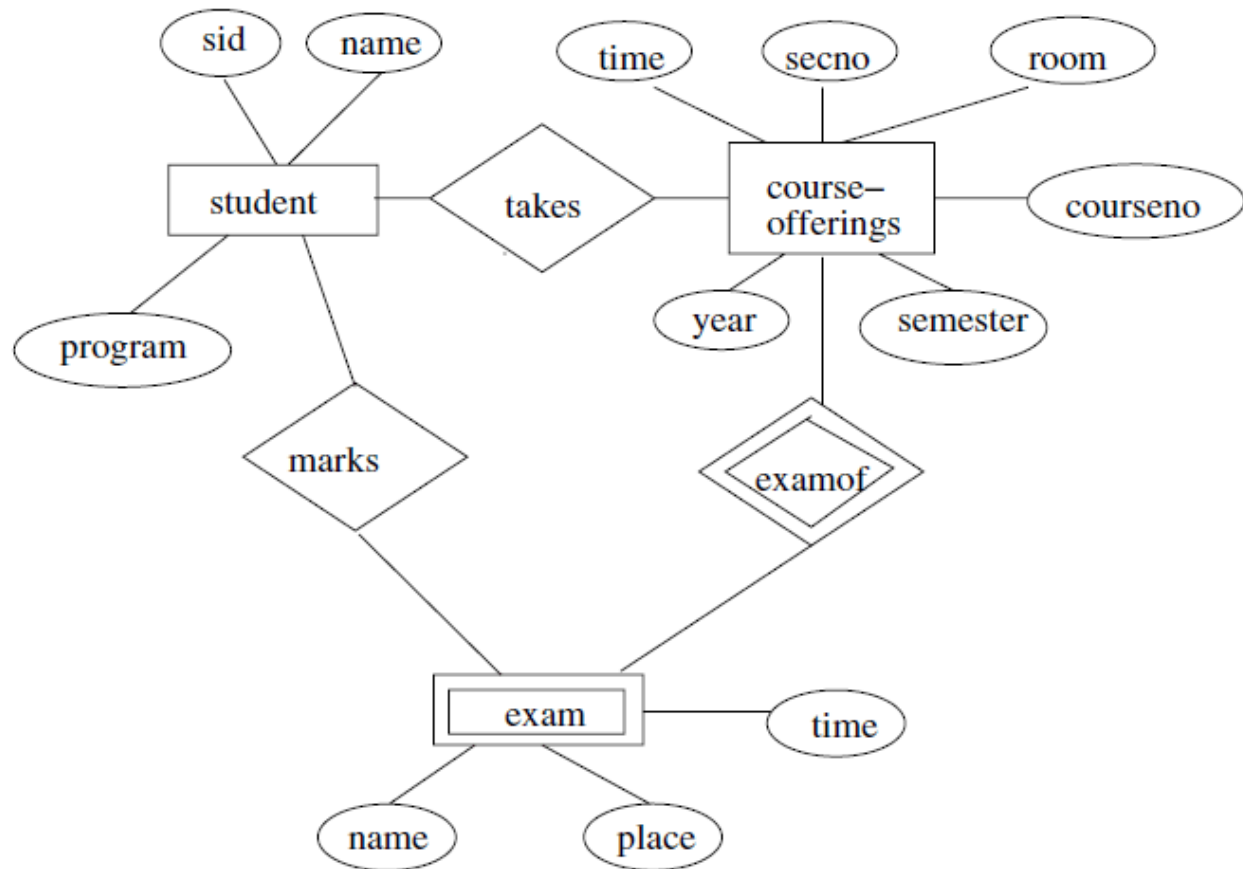 sid
name
time
secno
room
student
takes
course–
offerings
courseno
program
year
semester
marks
examof
exam
time
name
place